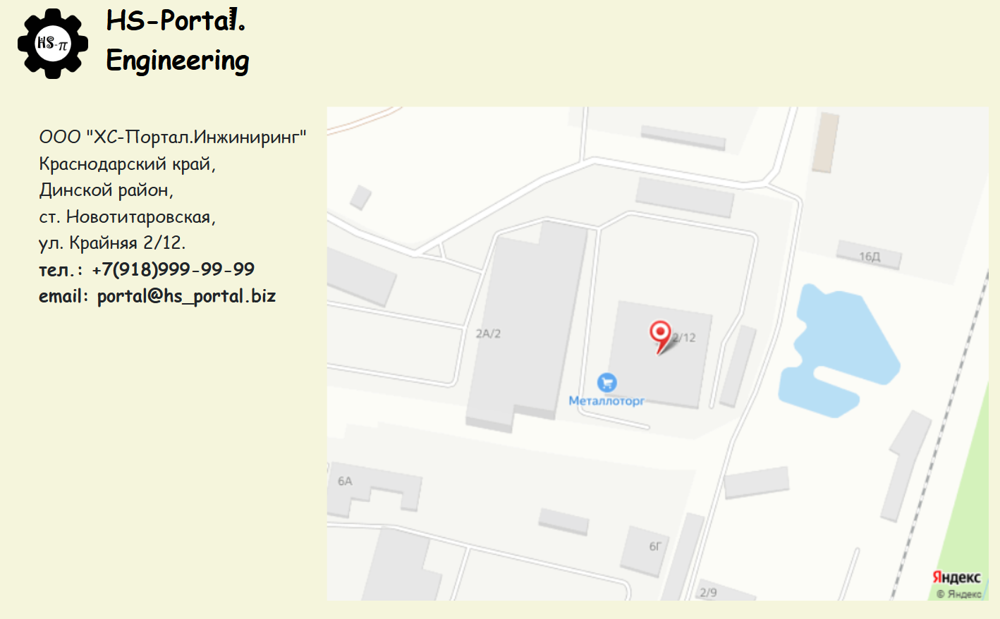 HS-Portal.
Engineering
HS-π
ООО "ХС-Портал.Инжиниринг"
Краснодарский край,
Динской район,
ст. Новотитаровская,
ул. Крайняя 2/12.
тел.: +7(918)999-99-99
email: portal@hs_portal.biz
16Д
2А/2
2/12
Металлоторг
6А
6Г
2/9
Яндекс
© Яндекс